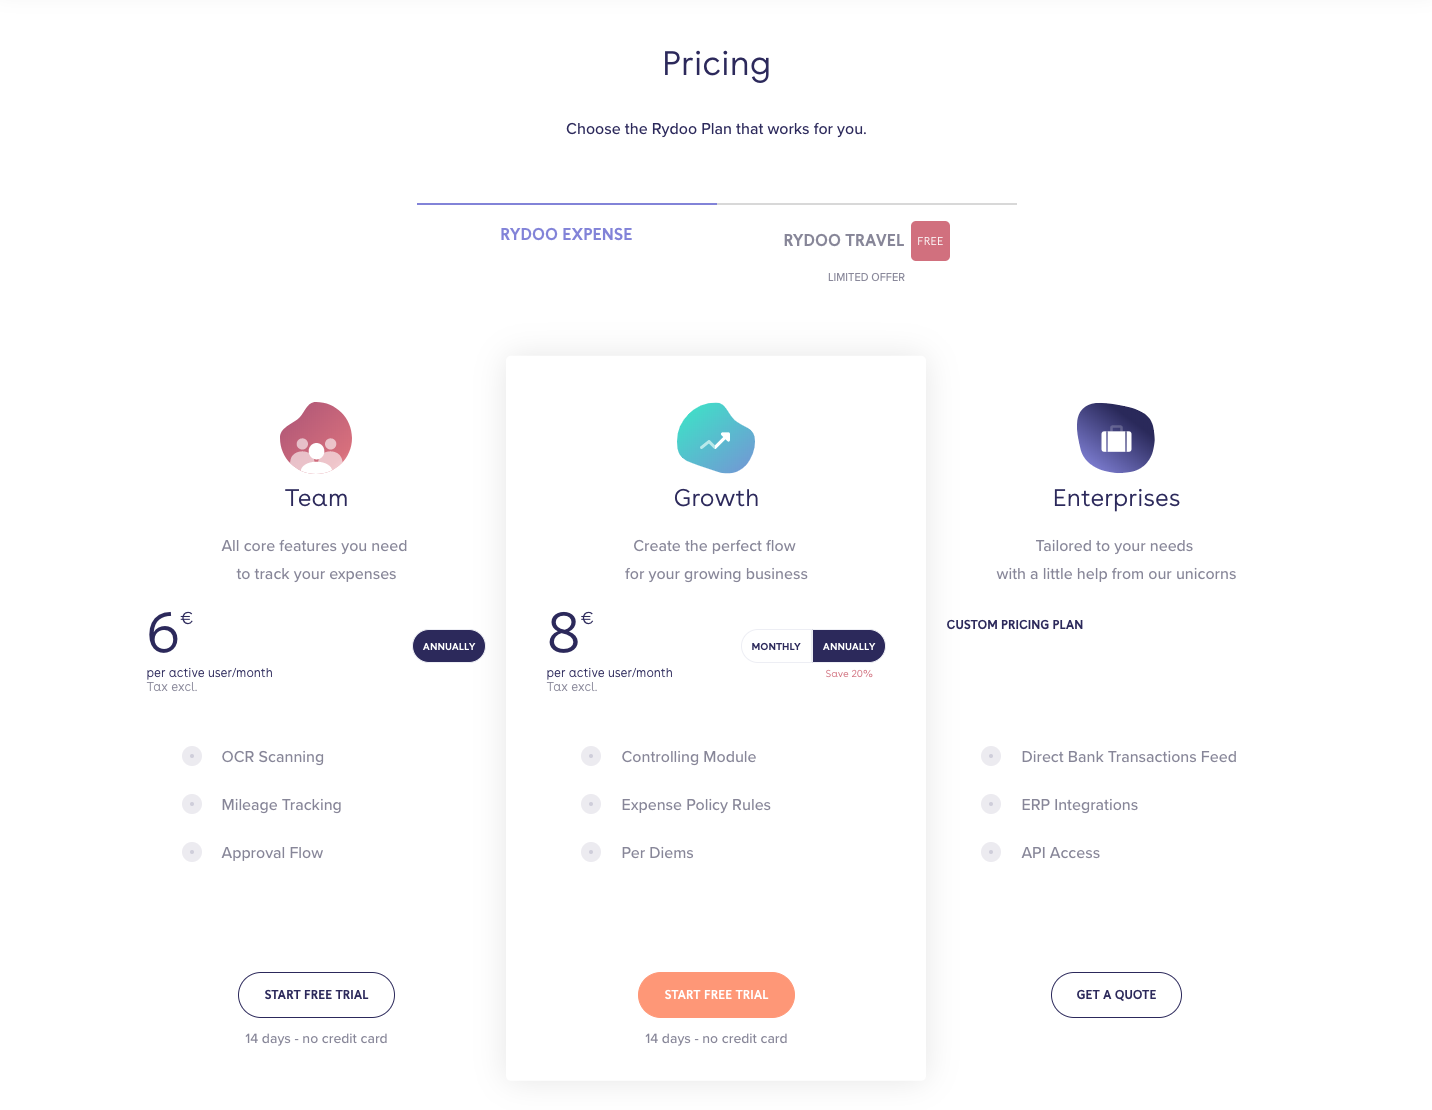 Pricing
Choose the Rydoo Plan that works for you.
RYDOO EXPENSE
RYDOO TRAVEL FREE
LIMITED OFFER
Team
All core features you need
to track your expenses
6 €
ANNUALLY
per active user/month
Tax excl.
OCR Scanning
Mileage Tracking
Approval Flow
START FREE TRIAL
14 days - no credit card
Growth
Create the perfect flow
for your growing business
8 €
MONTHLY ANNUALLY
per active user/month
Save 20%
Tax excl.
Controlling Module
Expense Policy Rules
Per Diems
START FREE TRIAL
14 days - no credit card
Enterprises
Tailored to your needs
with a little help from our unicorns
CUSTOM PRICING PLAN
Direct Bank Transactions Feed
ERP Integrations
API Access
GET A QUOTE